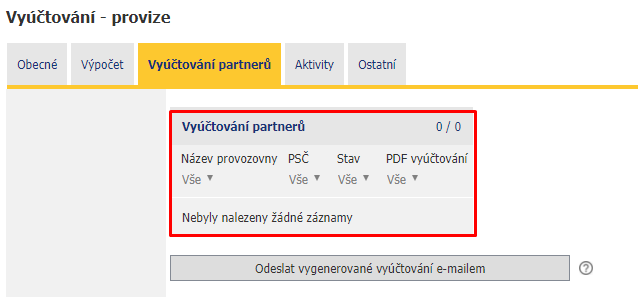 Vyúčtování - provize
Obecné Výpočet Vyúčtování partnerů Aktivity Ostatní
Vyúčtování partnerů 0 / 0
Název provozovny PSČ Stav PDF vyúčtování
Vše Vše Vše Vše
Nebyly nalezeny žádné záznamy
Odeslat vygenerované vyúčtování e-mailem ?